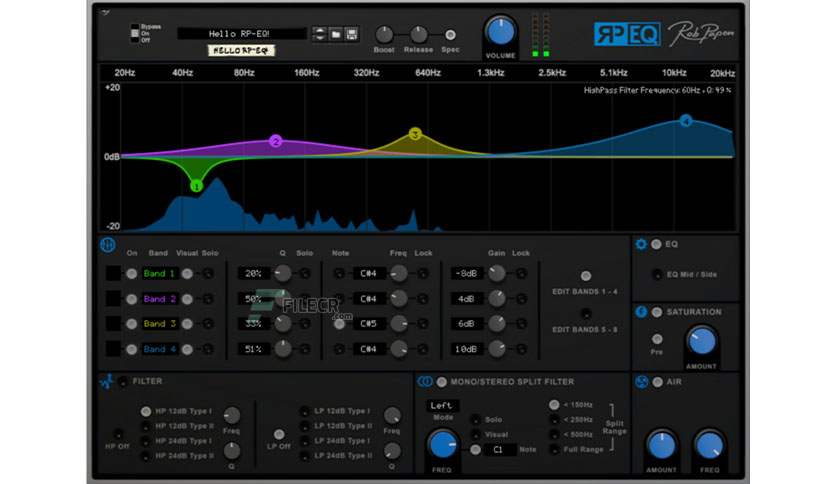 Bypass
On
Off
Hello RP-EQ!
HELLO RP-EQ!
Boost
Release
Spec
VOLUME
RP EQ
Rob Papen
20Hz 40Hz 80Hz 160Hz 320Hz 640Hz 1.3kHz 2.5kHz 5.1kHz 10kHz 20kHz
+20
HighPass Filter Frequency: 60Hz , Q: 49 %
0dB
-20
1
2
3
4
On Band Visual Solo Q Solo Note Freq Lock Gain Lock
Band 1 20% C#4 -8dB
Band 2 50% C#4 4dB
Band 3 33% C#5 6dB
Band 4 51% C#4 10dB
FILECR
.com
EDIT BANDS 1 - 4
EDIT BANDS 5 - 8
EQ
EQ Mid / Side
SATURATION
Pre
AMOUNT
FILTER
HP Off
HP 12dB Type I
HP 12dB Type II
HP 24dB Type I
HP 24dB Type II
Freq
Q
LP Off
LP 12dB Type I
LP 12dB Type II
LP 24dB Type I
LP 24dB Type II
Freq
Q
MONO/STEREO SPLIT FILTER
Left
Mode
FREQ
Solo
Visual
C1 Note
< 150Hz
< 250Hz
< 500Hz
Full Range
Split
Range
AIR
AMOUNT
FREQ